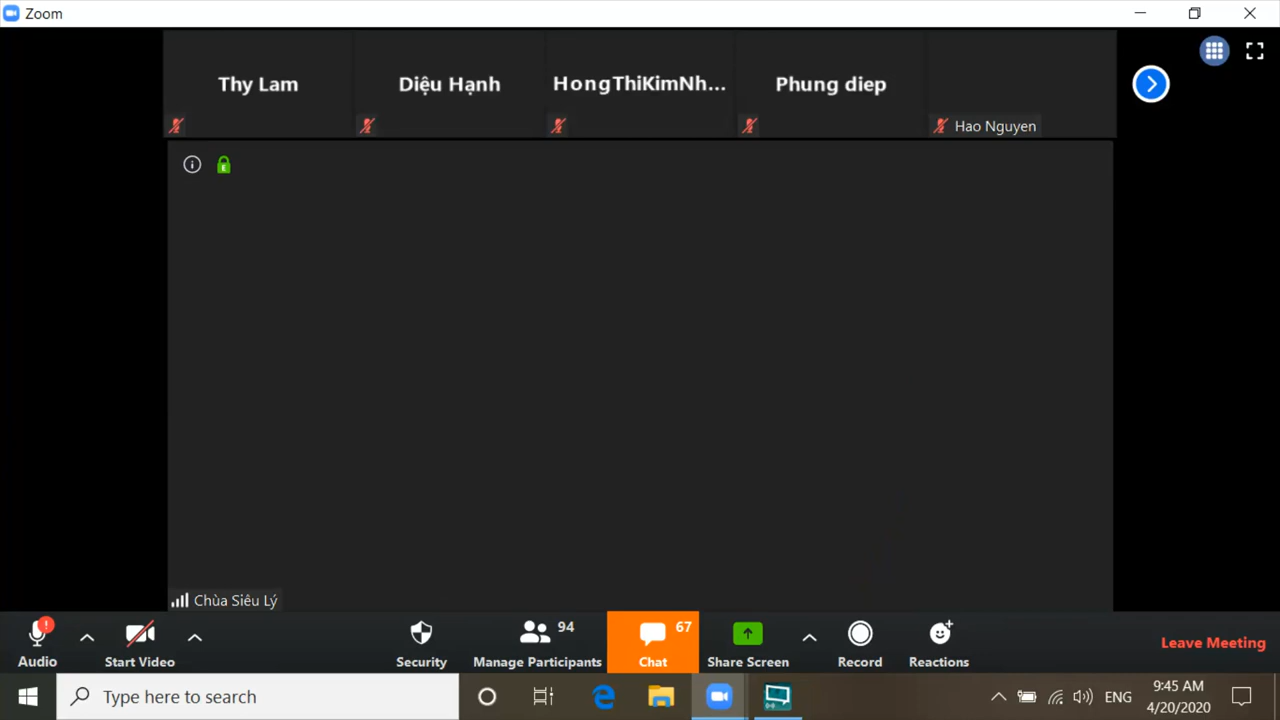 Zoom
Thy Lam
Diệu Hạnh
HongThiKimNh...
Phung diep
Hao Nguyen
E
Chùa Siêu Lý
Audio
Start Video
Security
94
Manage Participants
67
Chat
Share Screen
Record
Reactions
Leave Meeting
Type here to search
ENG
9:45 AM
4/20/2020